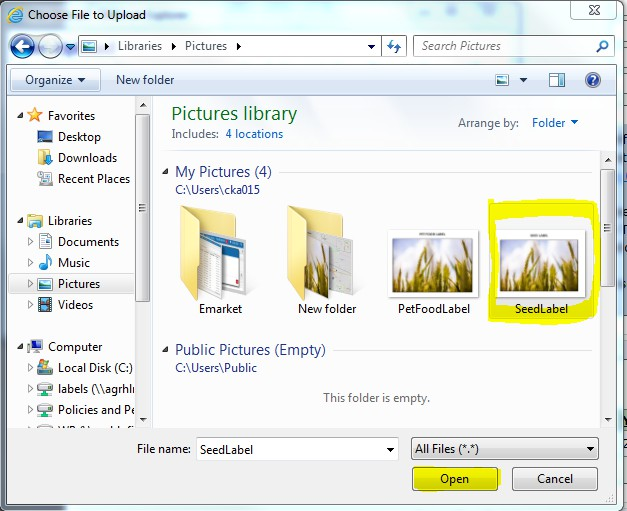 Choose File to Upload
Libraries Pictures
Search Pictures
Organize New folder
Favorites
Desktop
Downloads
Recent Places
Libraries
Documents
Music
Pictures
Videos
Computer
Local Disk (C:)
labels (\\agrhlr
Policies and Pe
Pictures library
Includes: 4 locations
Arrange by: Folder
My Pictures (4)
C:\Users\cka015
Emarket
New folder
PetFoodLabel
SeedLabel
Public Pictures (Empty)
C:\Users\Public
This folder is empty.
File name: SeedLabel
All Files (*.*)
Open Cancel